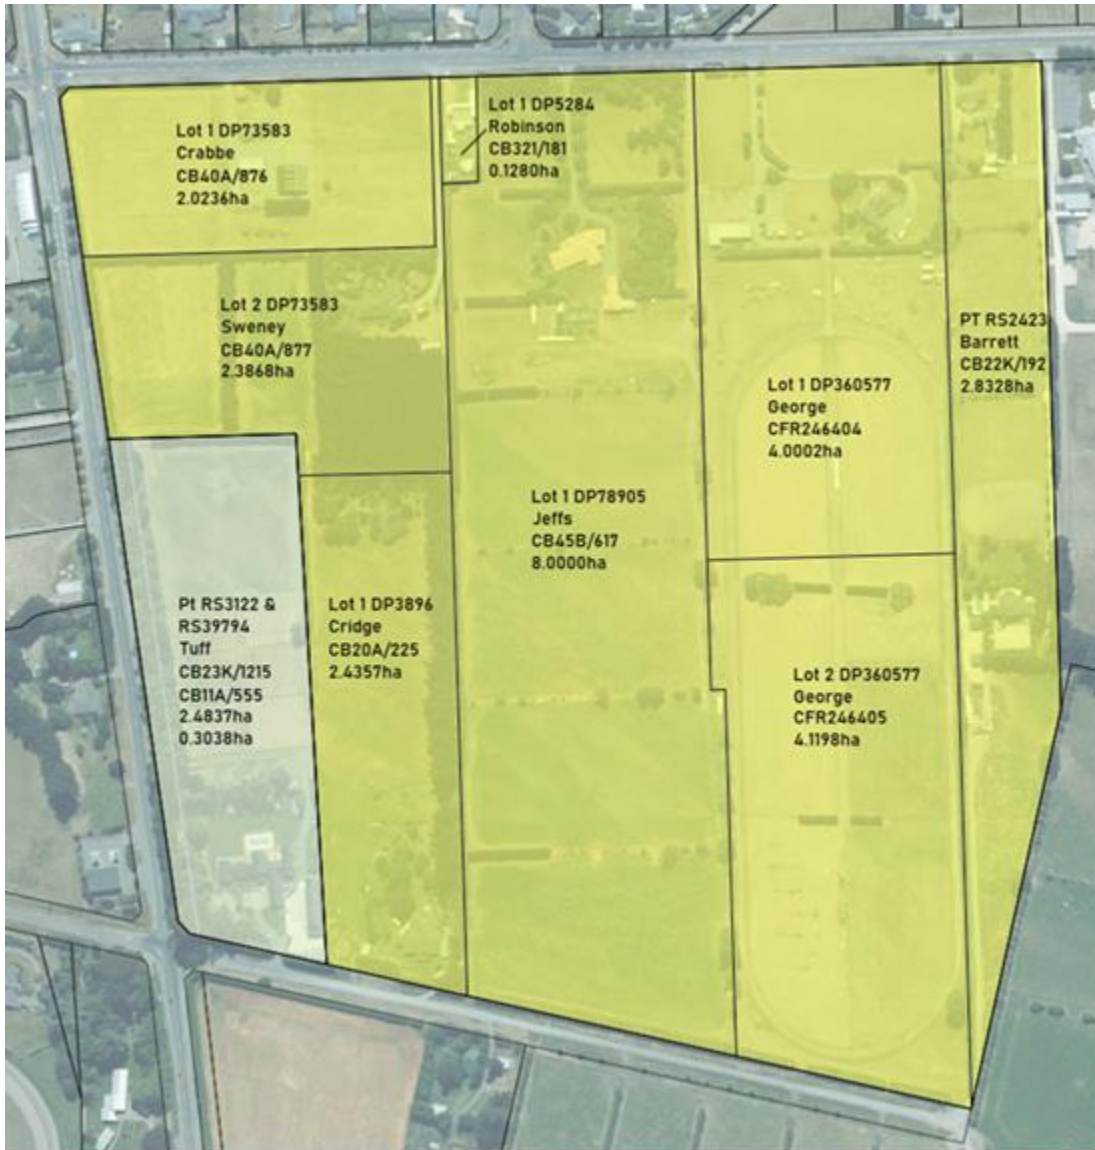 Lot 1 DP73583
Crabbe
CB40A/876
2.0236ha
Lot 1 DP5284
Robinson
CB321/181
0.1280ha
Lot 2 DP73583
Sweney
CB40A/877
2.3868ha
PT RS2423
Barrett
CB22K/192
2.8328ha
Lot 1 DP360577
George
CFR246404
4.0002ha
Lot 1 DP78905
Jeffs
CB45B/617
8.0000ha
Pt RS3122 &
RS39794
Tuff
CB23K/1215
CB11A/555
2.4837ha
0.3038ha
Lot 1 DP3896
Cridge
CB20A/225
2.4357ha
Lot 2 DP360577
George
CFR246405
4.1198ha